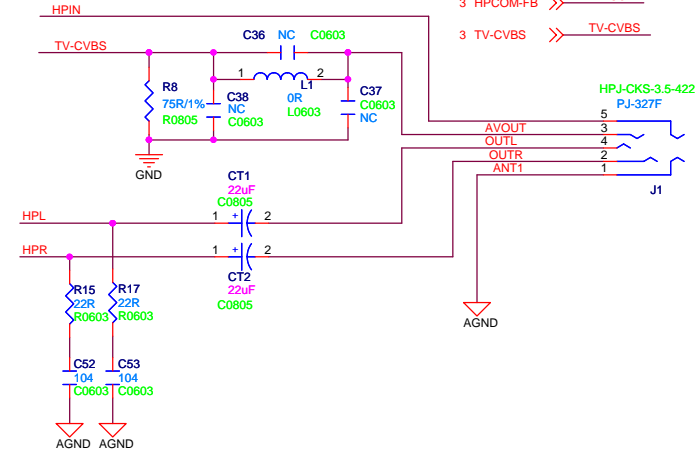 3 HPCOM-FB
HPIN
3 TV-CVBS TV-CVBS
C36 NC C0603
TV-CVBS
1 2
L1
0R
L0603
R8
75R/1%
R0805
C38
NC
C0603
C37
C0603
NC
GND
HPJ-CKS-3.5-422
PJ-327F
5
AVOUT 3
OUTL 4
OUTR 2
ANT1 1
J1
CT1
22uF
C0805
HPL 1 + 2
HPR 1 + 2
CT2
22uF
C0805
R15
22R
R0603
R17
22R
R0603
AGND
C52
104
C0603
C53
104
C0603
AGND
AGND